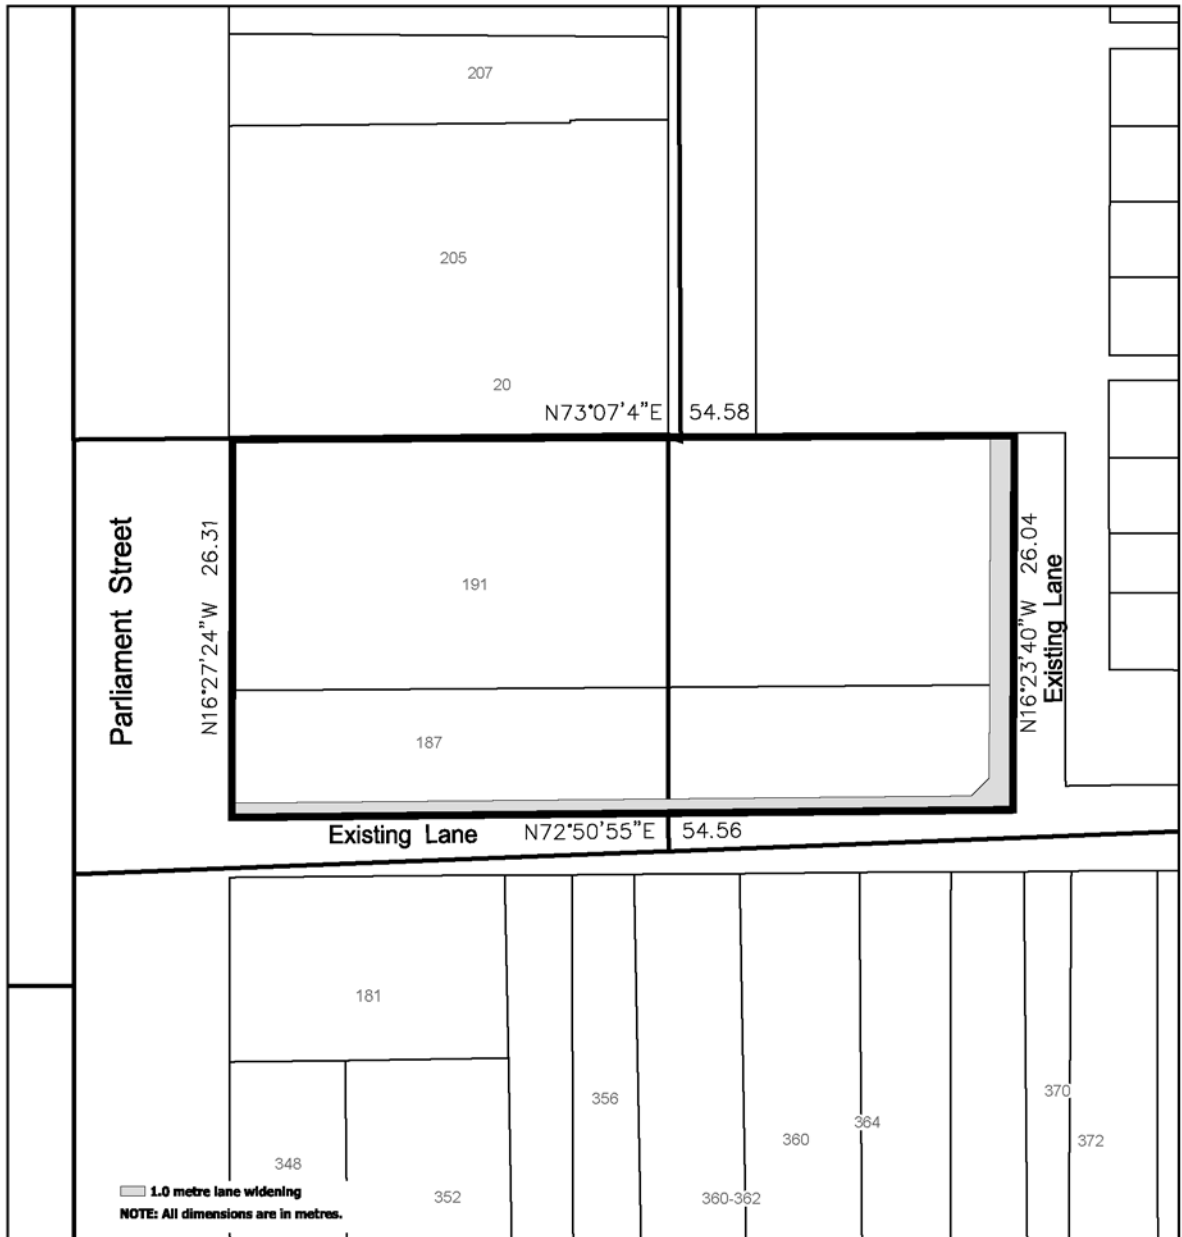 207
205
20
N73°07'4"E 54.58
Parliament Street
N16°27'24"W 26.31
191
N16°23'40"W 26.04
Existing Lane
187
Existing Lane N72°50'55"E 54.56
181
356
370
364
360
372
348
352
360-362
1.0 metre lane widening
NOTE: All dimensions are in metres.